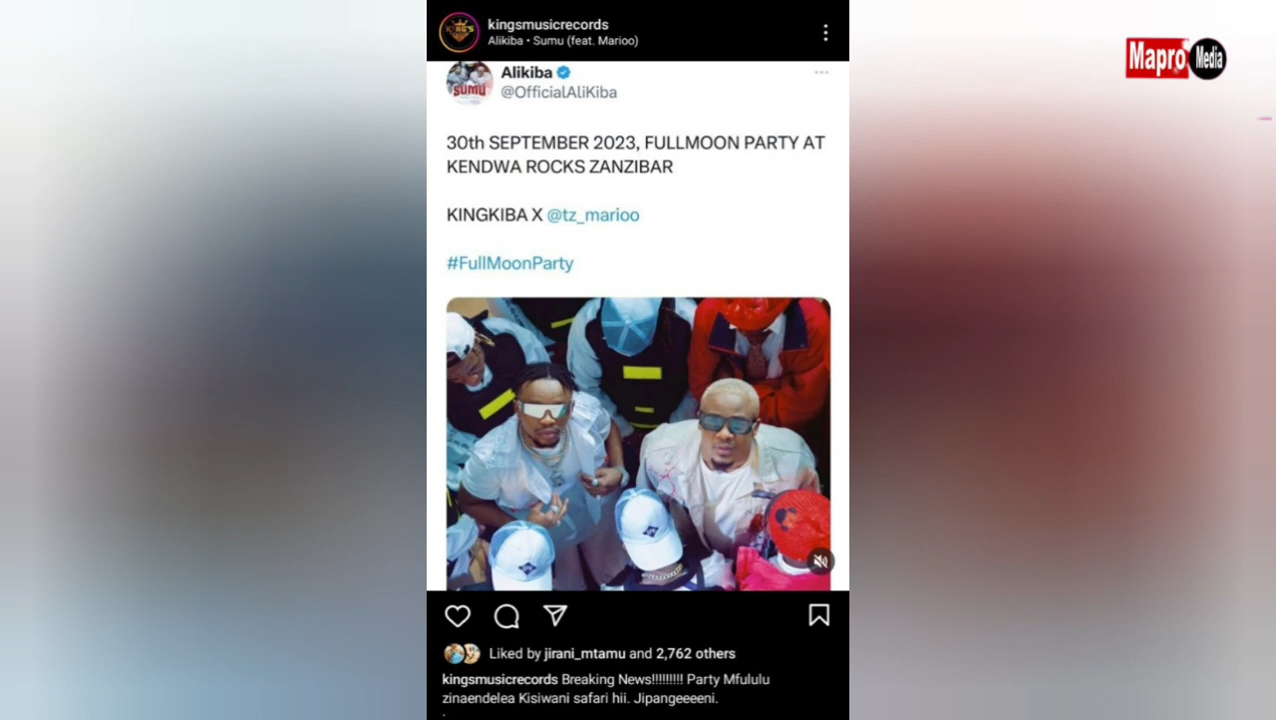 kingsmusicrecords
Alikiba • Sumu (feat. Marioo)
Mapro Media
KING'S
SUMU
Alikiba
@OfficialAliKiba
30th SEPTEMBER 2023, FULLMOON PARTY AT
KENDWA ROCKS ZANZIBAR
KINGKIBA X @tz_marioo
#FullMoonParty
Liked by jirani_mtamu and 2,762 others
kingsmusicrecords Breaking News!!!!!!!!! Party Mfululu
zinaendelea Kisiwani safari hii. Jipangeeeeni.
.